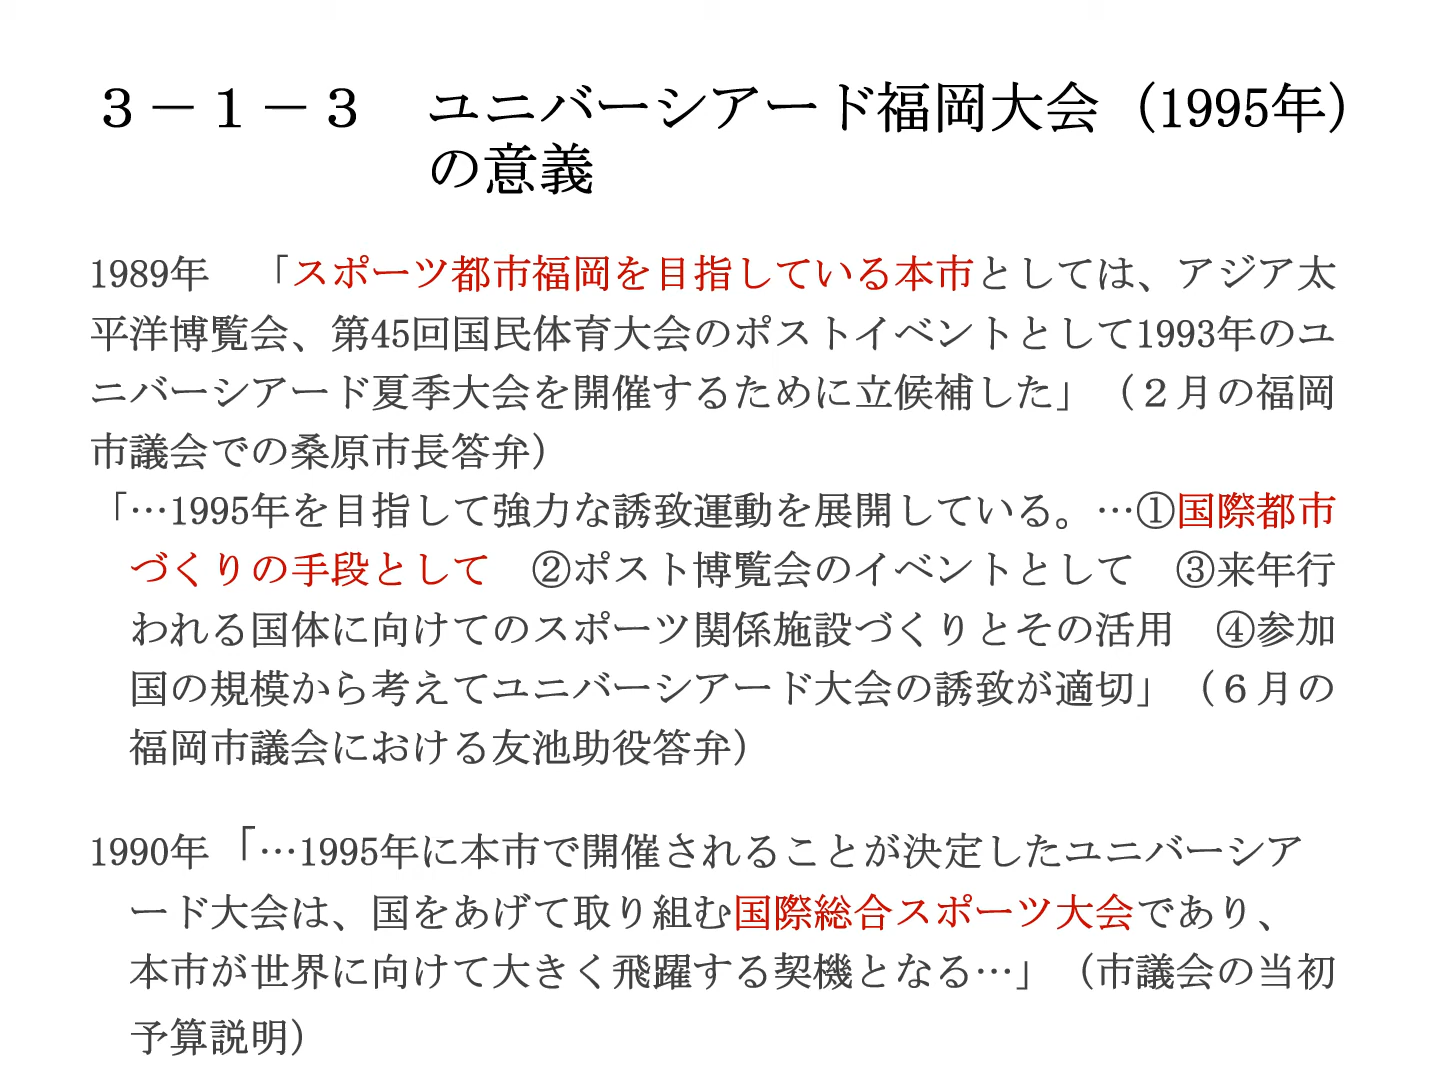 ３－１－３　ユニバーシアード福岡大会（1995年）
の意義
1989年　「スポーツ都市福岡を目指している本市としては、アジア太
平洋博覧会、第45回国民体育大会のポストイベントとして1993年のユ
ニバーシアード夏季大会を開催するために立候補した」（２月の福岡
市議会での桑原市長答弁）
「…1995年を目指して強力な誘致運動を展開している。…①国際都市
づくりの手段として　②ポスト博覧会のイベントとして　③来年行
われる国体に向けてのスポーツ関係施設づくりとその活用　④参加
国の規模から考えてユニバーシアード大会の誘致が適切」（６月の
福岡市議会における友池助役答弁）
1990年「…1995年に本市で開催されることが決定したユニバーシア
ード大会は、国をあげて取り組む国際総合スポーツ大会であり、
本市が世界に向けて大きく飛躍する契機となる…」（市議会の当初
予算説明）